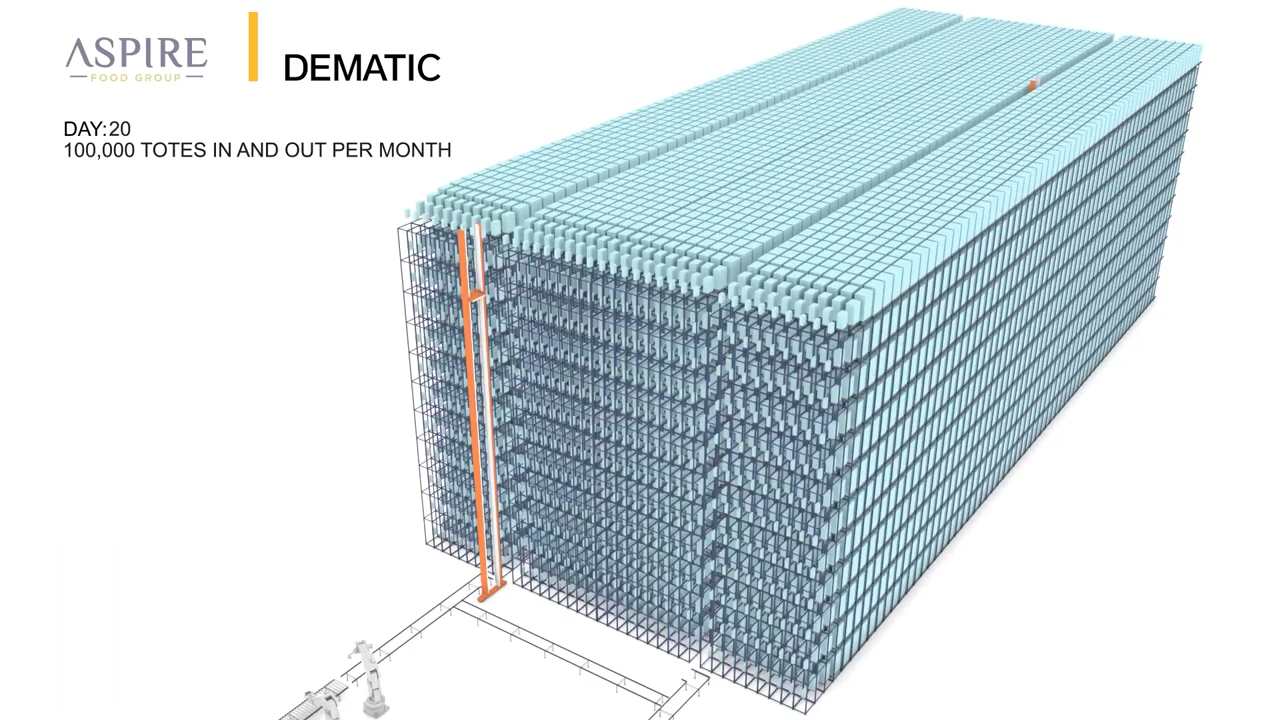 ASPIRE
FOOD GROUP
DEMATIC
DAY:20
100,000 TOTES IN AND OUT PER MONTH